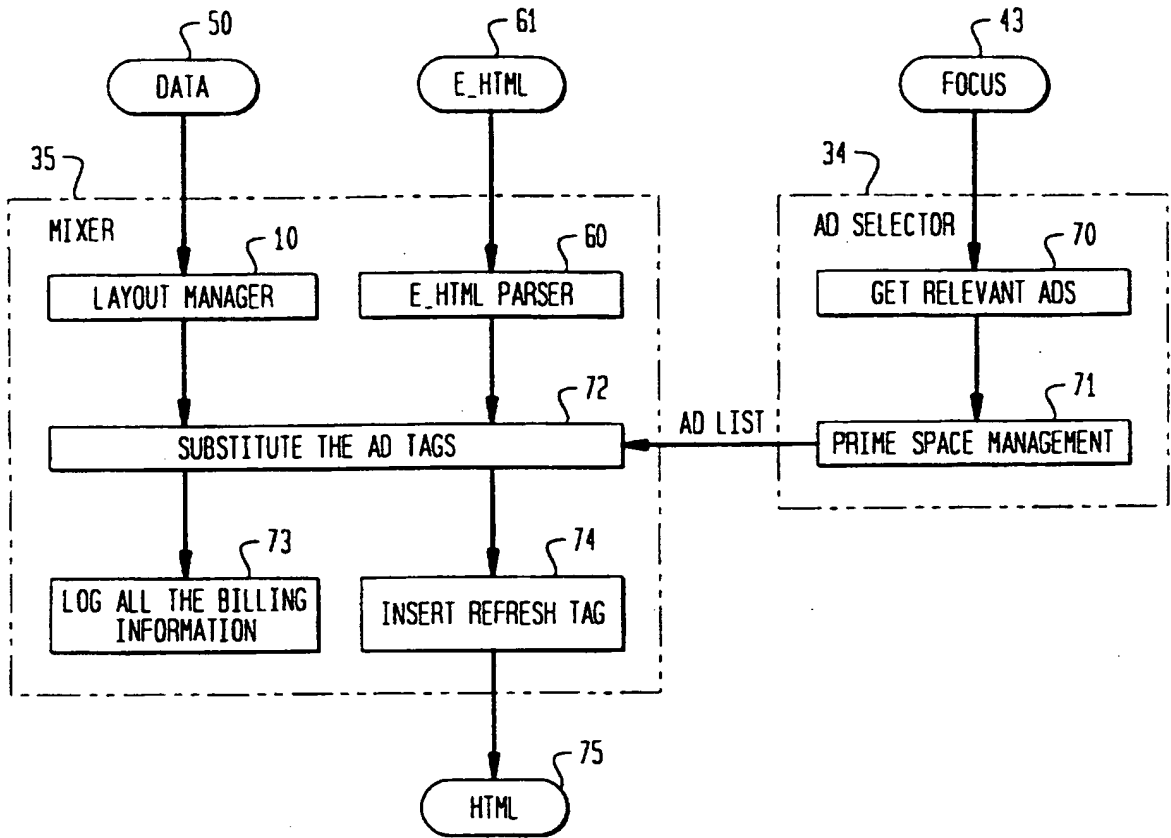 50
61
43
DATA
E_HTML
FOCUS
35
34
MIXER
AD SELECTOR
10
60
70
LAYOUT MANAGER
E_HTML PARSER
GET RELEVANT ADS
72
71
SUBSTITUTE THE AD TAGS
AD LIST
PRIME SPACE MANAGEMENT
73
74
LOG ALL THE BILLING
INFORMATION
INSERT REFRESH TAG
75
HTML